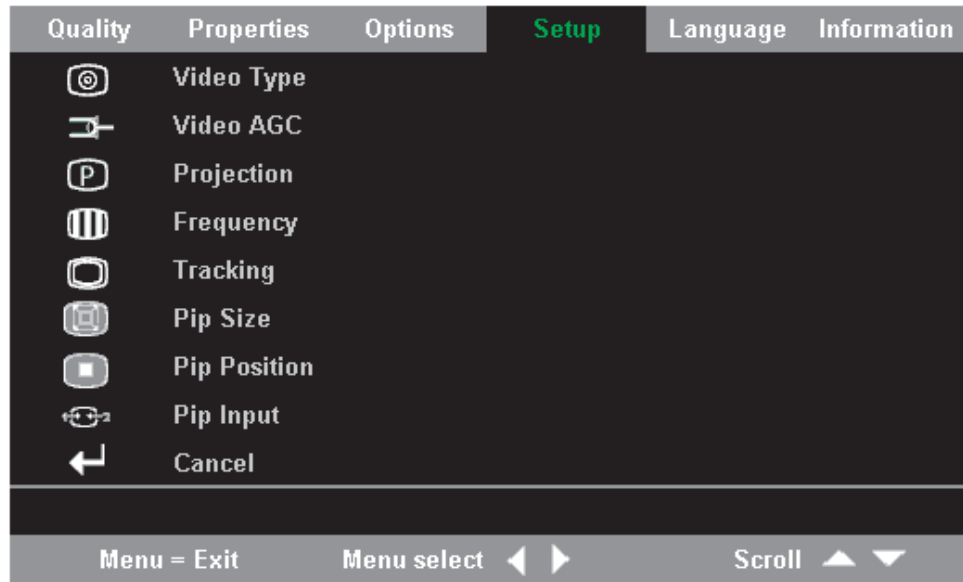 Quality Properties Options Setup Language Information
Video Type
Video AGC
P Projection
Frequency
Tracking
Pip Size
Pip Position
Pip Input
Cancel
Menu = Exit Menu select Scroll